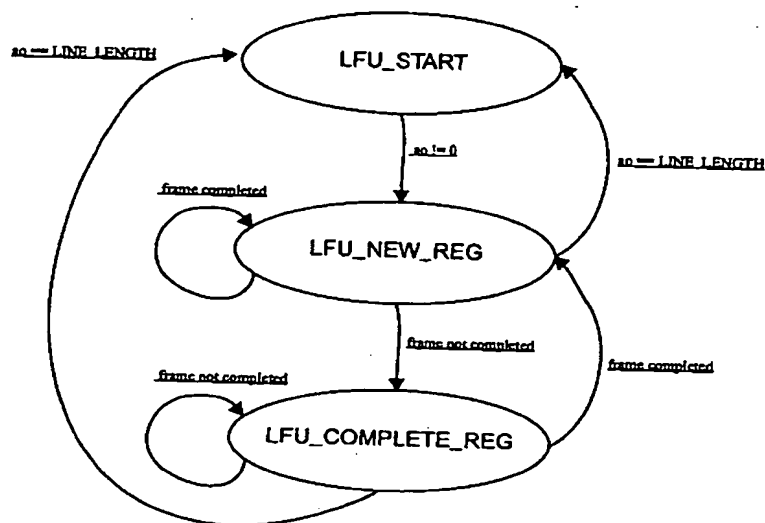 ao == LINE_LENGTH
LFU_START
ao != 0
ao == LINE_LENGTH
frame completed
LFU_NEW_REG
frame not completed
frame completed
frame not completed
LFU_COMPLETE_REG